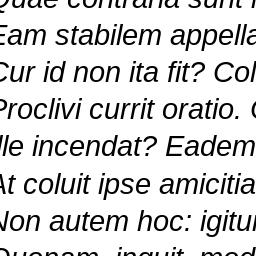 Quae contraria sunt
Eam stabilem appella
Cur id non ita fit? Col
Proclivi currit oratio.
Ille incendat? Eadem
At coluit ipse amicitia
Non autem hoc: igitur
Quonam, inquit, mod